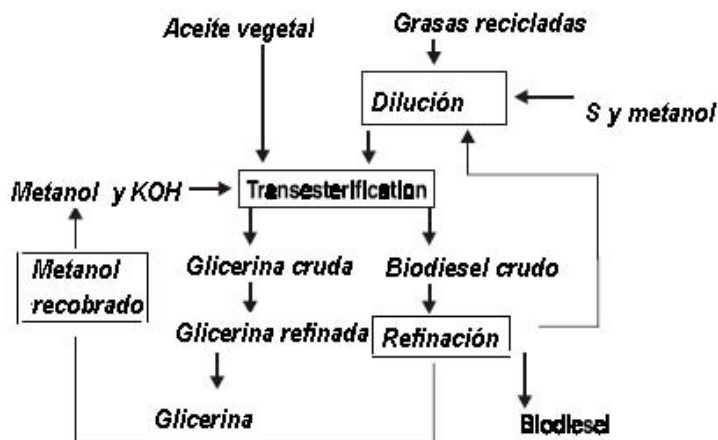 Aceite vegetal
Grasas recicladas
Dilución
S y metanol
Metanol y KOH
Transesterification
Metanol
recobrado
Glicerina cruda
Biodiesel crudo
Glicerina refinada
Refinación
Glicerina
Biodiesel